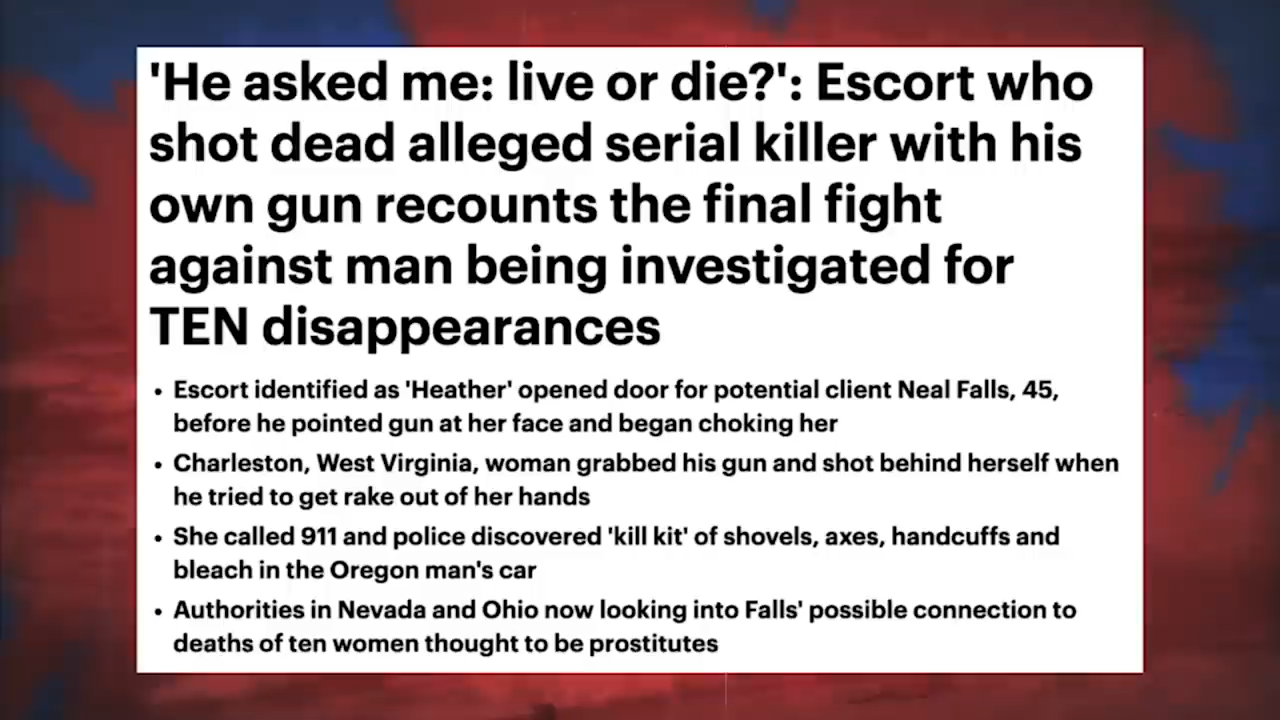 'He asked me: live or die?': Escort who
shot dead alleged serial killer with his
own gun recounts the final fight
against man being investigated for
TEN disappearances
• Escort identified as 'Heather' opened door for potential client Neal Falls, 45,
before he pointed gun at her face and began choking her
• Charleston, West Virginia, woman grabbed his gun and shot behind herself when
he tried to get rake out of her hands
• She called 911 and police discovered 'kill kit' of shovels, axes, handcuffs and
bleach in the Oregon man's car
• Authorities in Nevada and Ohio now looking into Falls' possible connection to
deaths of ten women thought to be prostitutes